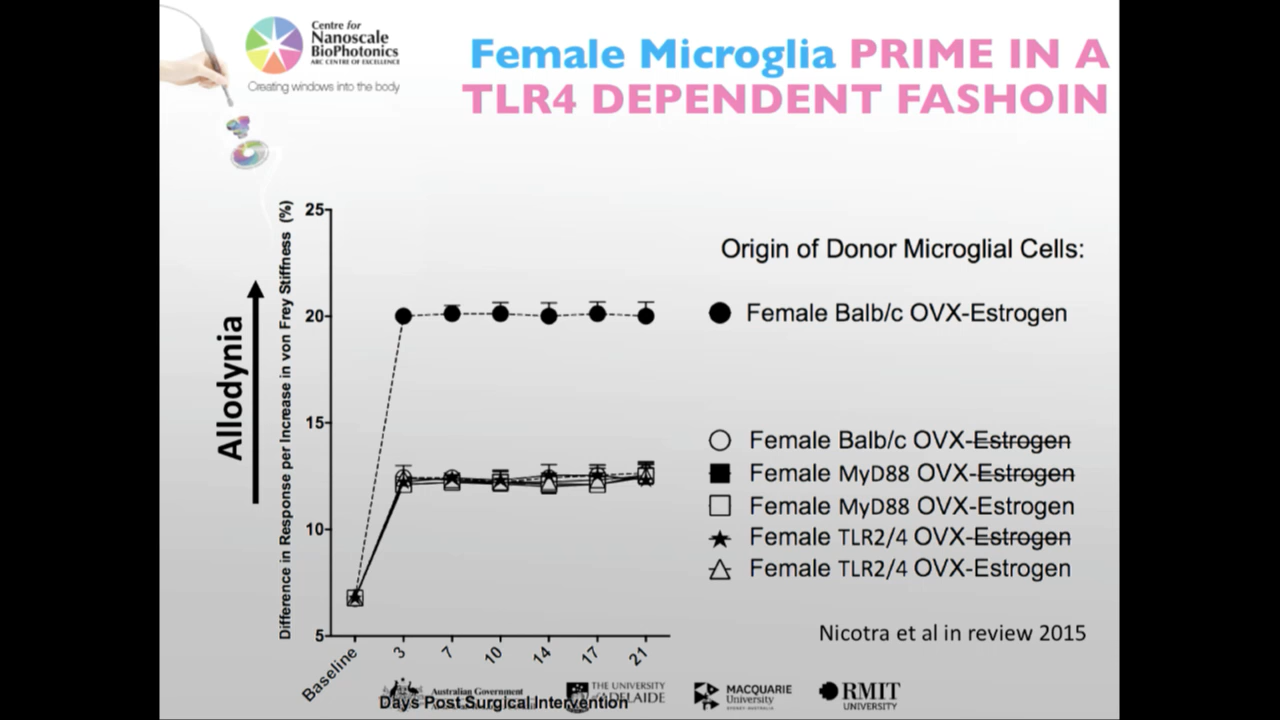 Centre for
Nanoscale
BioPhotonics
ARC CENTRE OF EXCELLENCE
Creating windows into the body
Female Microglia PRIME IN A
TLR4 DEPENDENT FASHOIN
Allodynia
Difference in Response per Increase in von Frey Stiffness (%)
25
20
15
10
5
Baseline
3
7
10
14
17
21
Days Post Surgical Intervention
Origin of Donor Microglial Cells:
Female Balb/c OVX-Estrogen
Female Balb/c OVX-Estrogen
Female MyD88 OVX-Estrogen
Female MyD88 OVX-Estrogen
Female TLR2/4 OVX-Estrogen
Female TLR2/4 OVX-Estrogen
Nicotra et al in review 2015
Australian Government
THE UNIVERSITY
of ADELAIDE
MACQUARIE
University
SYDNEY·AUSTRALIA
RMIT
UNIVERSITY